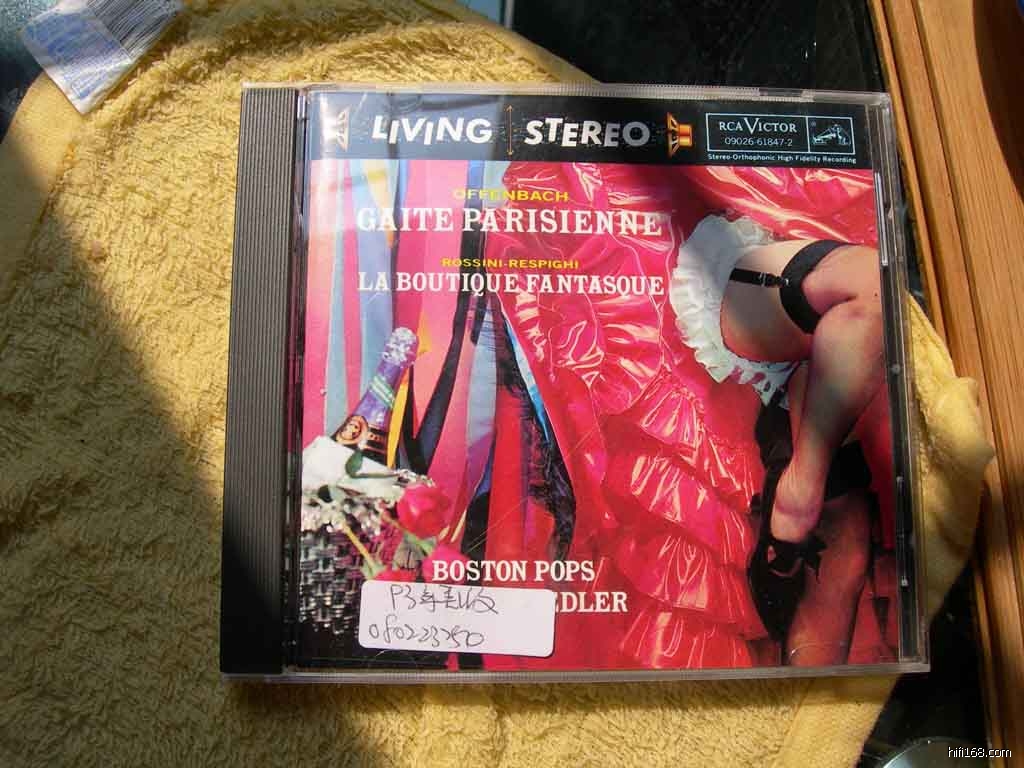 LIVING STEREO
RCA VICTOR
09026-61847-2
Stereo-Orthophonic High Fidelity Recording
OFFENBACH
GAITE PARISIENNE
ROSSINI-RESPIGHI
LA BOUTIQUE FANTASQUE
BOSTON POPS/
EDLER
080223250
hifi168.com